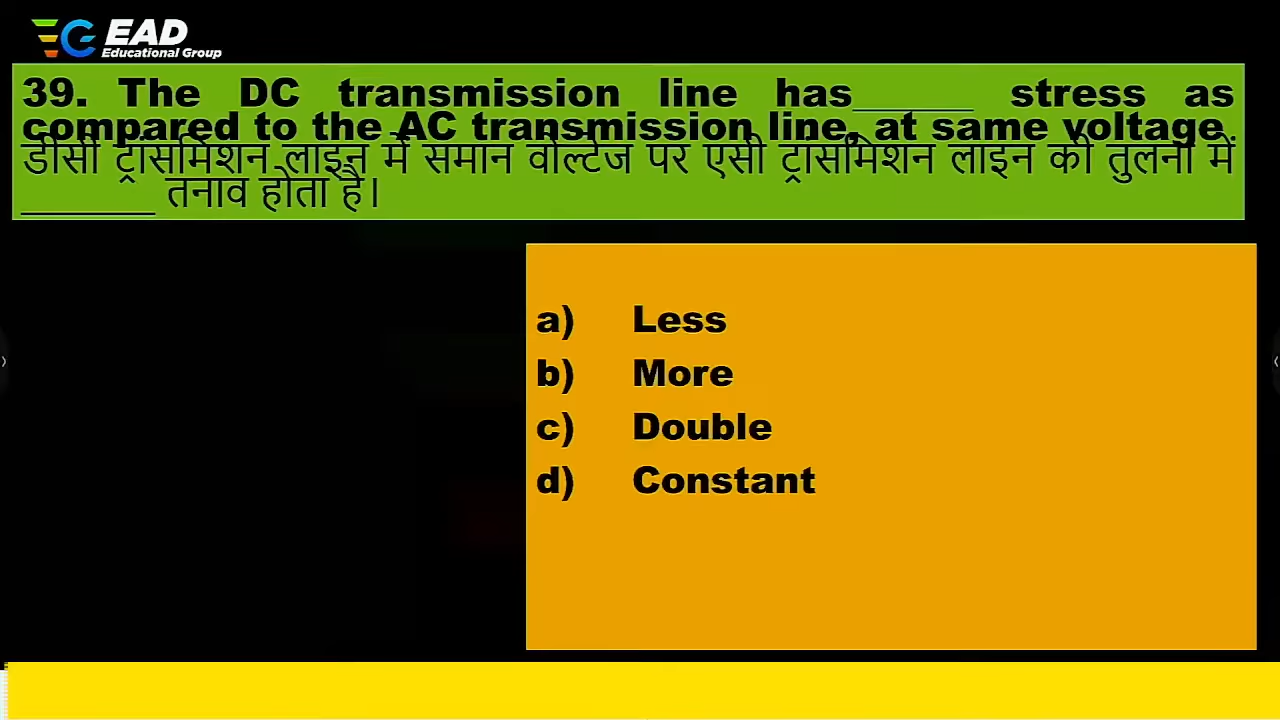 EAD
Educational Group
39. The DC transmission line has______ stress as
compared to the AC transmission line, at same voltage.
डीसी ट्रांसमिशन लाइन में समान वोल्टेज पर एसी ट्रांसमिशन लाइन की तुलना में
_______ तनाव होता है।
a) Less
b) More
c) Double
d) Constant